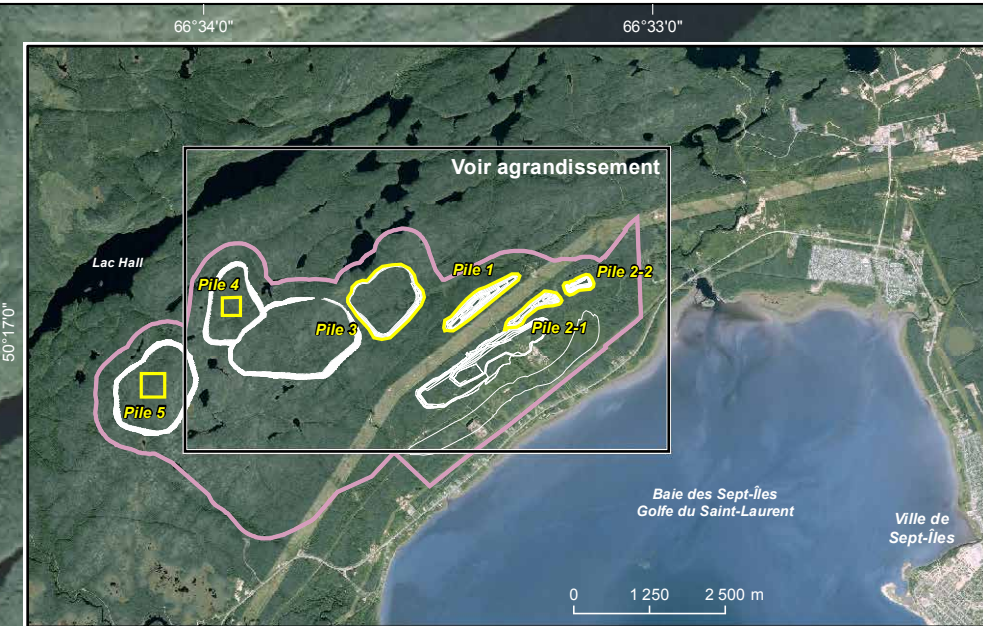 66°34'0" 66°33'0"
Voir agrandissement
Lac Hall
Pile 4
Pile 1
Pile 2-2
50°17'0"
Pile 3
Pile 2-1
Pile 5
Baie des Sept-Îles
Golfe du Saint-Laurent
Ville de
Sept-Îles
0 1 250 2 500 m